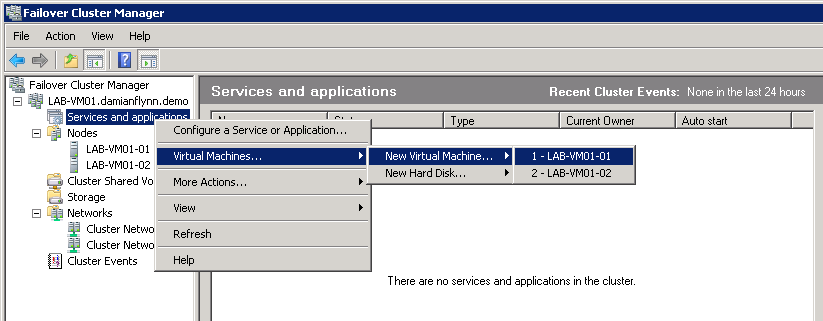 Failover Cluster Manager
File Action View Help
Failover Cluster Manager
LAB-VM01.damianflynn.demo
Services and applications
Nodes
LAB-VM01-01
LAB-VM01-02
Cluster Shared Vo
Storage
Networks
Cluster Netwo
Cluster Netwo
Cluster Events
Services and applications Recent Cluster Events: None in the last 24 hours
Type Current Owner Auto start
Configure a Service or Application...
Virtual Machines...
More Actions...
View
Refresh
Help
New Virtual Machine...
New Hard Disk...
1 - LAB-VM01-01
2 - LAB-VM01-02
There are no services and applications in the cluster.